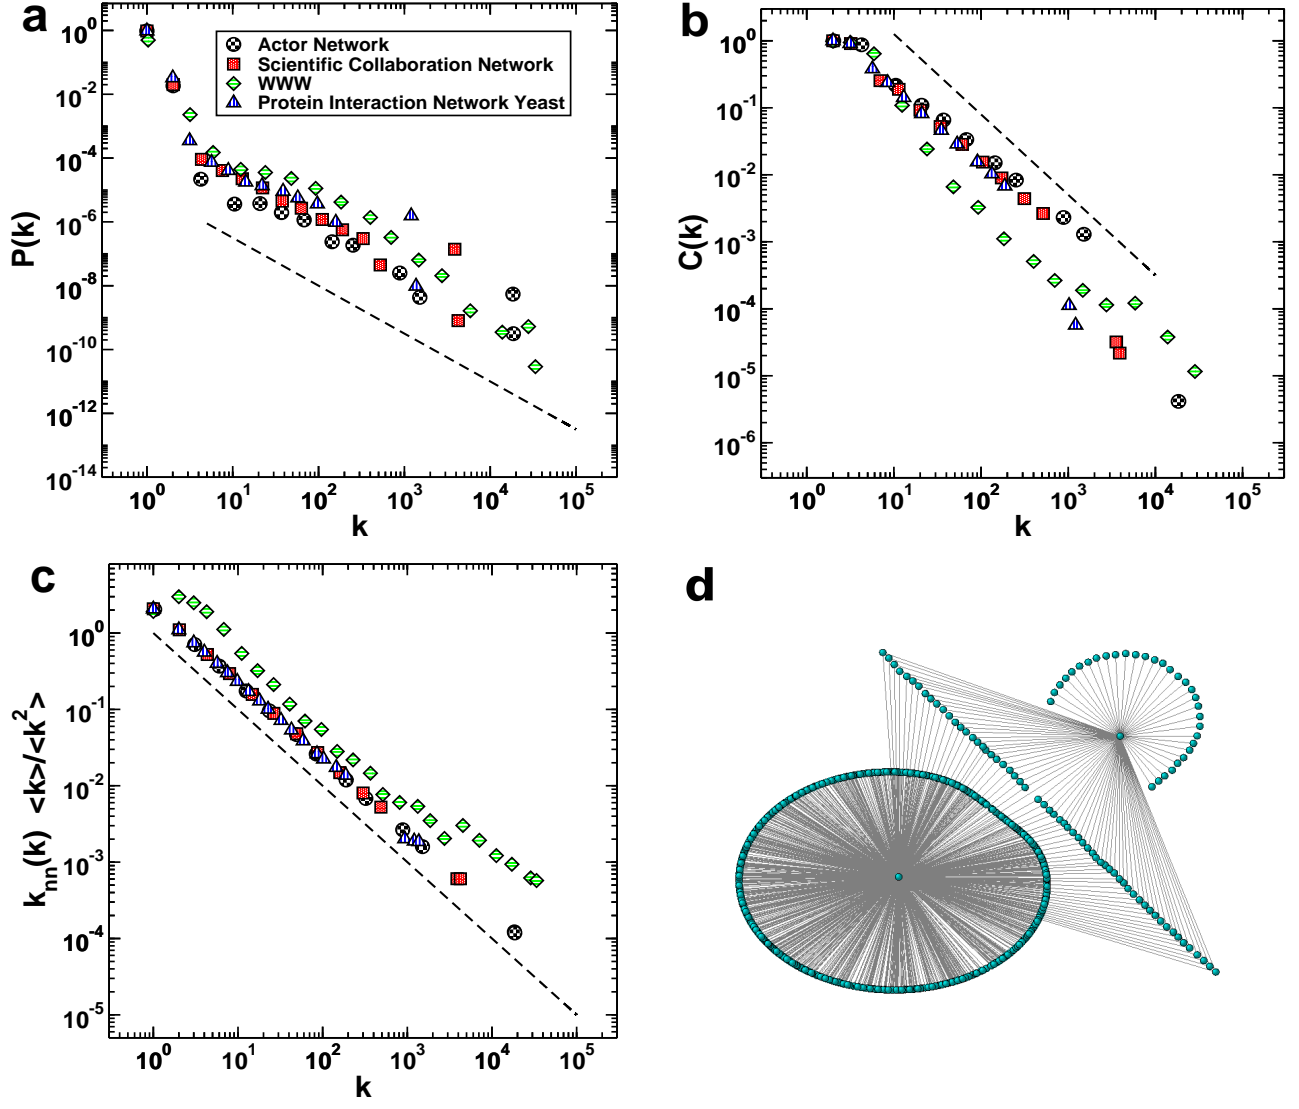 a
10^0
10^-2
10^-4
10^-6
10^-8
10^-10
10^-12
10^-14
P(k)
Actor Network
Scientific Collaboration Network
WWW
Protein Interaction Network Yeast
10^0 10^1 10^2 10^3 10^4 10^5
k
b
10^0
10^-1
10^-2
10^-3
10^-4
10^-5
10^-6
C(k)
10^0 10^1 10^2 10^3 10^4 10^5
k
c
10^0
10^-1
10^-2
10^-3
10^-4
10^-5
k_nn(k) <k>/<k^2>
10^0 10^1 10^2 10^3 10^4 10^5
k
d